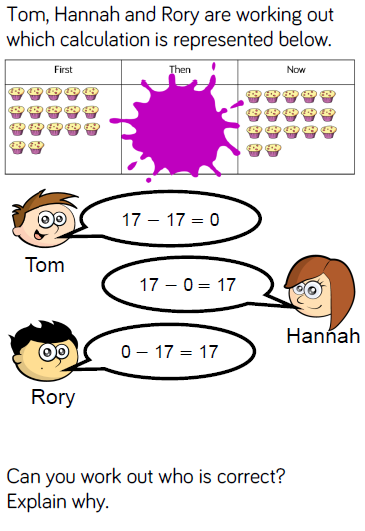 Tom, Hannah and Rory are working out
which calculation is represented below.
First Then Now
17 – 17 = 0
Tom
17 – 0 = 17
Hannah
0 – 17 = 17
Rory
Can you work out who is correct?
Explain why.